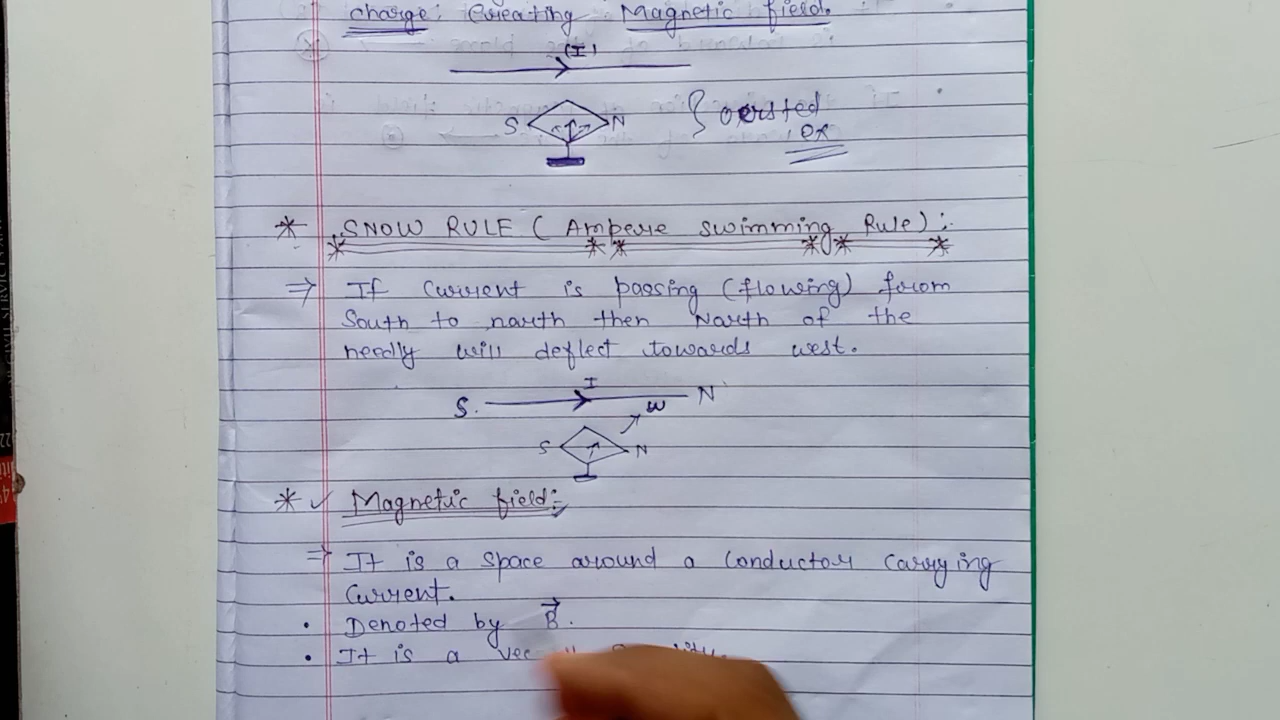 charge: Creating Magnetic field.
(I)
S N } oersted
ex
* SNOW RULE (Ampere swimming Rule):-
⇒ If current is passing (flowing) from
South to narth then North of the
needly will deflect towards west.
I
S. N
W
S N
* ✓ Magnetic field:-
⇒ It is a space around a conductor carrying
current.
• Denoted by B⃗.
• It is a